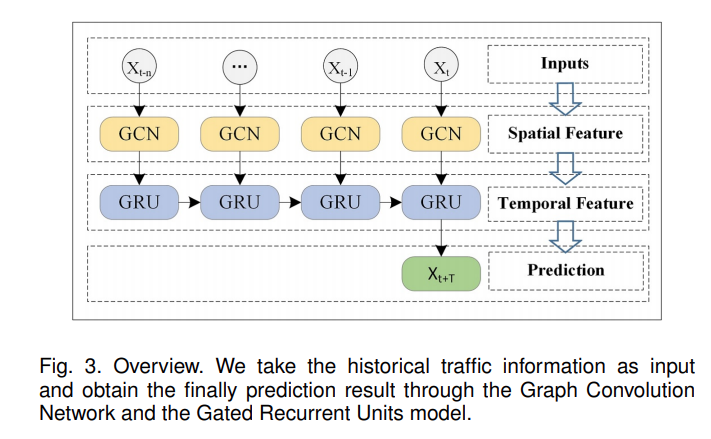 X_{t-n} ... X_{t-1} X_t Inputs
GCN GCN GCN GCN Spatial Feature
GRU GRU GRU GRU Temporal Feature
X_{t+T} Prediction
Fig. 3. Overview. We take the historical traffic information as input
and obtain the finally prediction result through the Graph Convolution
Network and the Gated Recurrent Units model.